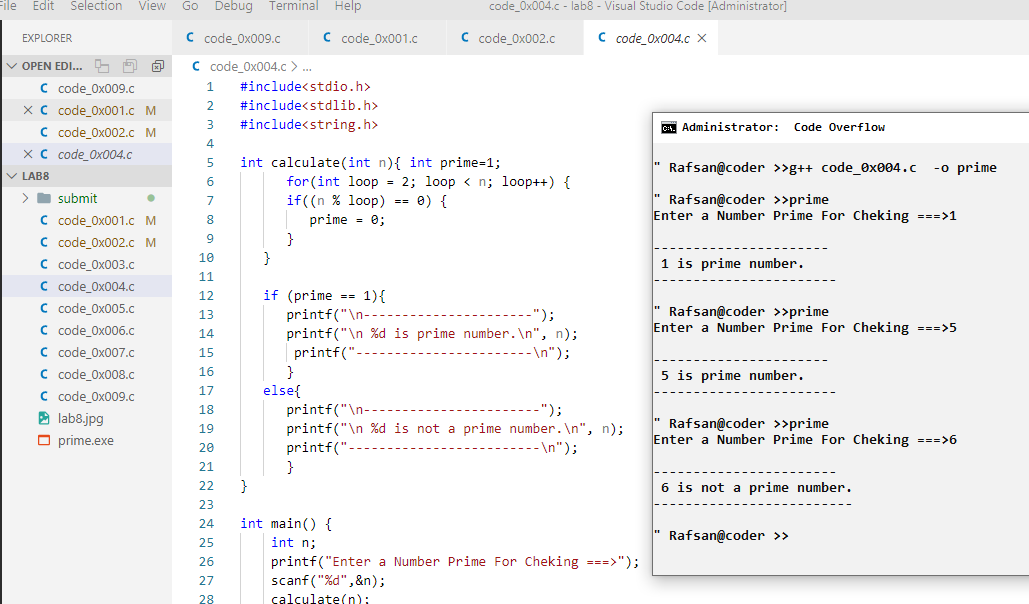 File Edit Selection View Go Debug Terminal Help code_0x004.c - lab8 - Visual Studio Code [Administrator]
EXPLORER
OPEN EDI...
code_0x009.c
code_0x001.c M
code_0x002.c M
code_0x004.c
LAB8
submit
code_0x001.c M
code_0x002.c M
code_0x003.c
code_0x004.c
code_0x005.c
code_0x006.c
code_0x007.c
code_0x008.c
code_0x009.c
lab8.jpg
prime.exe
C code_0x009.c C code_0x001.c C code_0x002.c C code_0x004.c
C code_0x004.c > ...
1 #include<stdio.h>
2 #include<stdlib.h>
3 #include<string.h>
4
5 int calculate(int n){ int prime=1;
6 for(int loop = 2; loop < n; loop++) {
7 if((n % loop) == 0) {
8 prime = 0;
9 }
10 }
11
12 if (prime == 1){
13 printf("\n-----------------------");
14 printf("\n %d is prime number.\n", n);
15 printf("-----------------------\n");
16 }
17 else{
18 printf("\n-----------------------");
19 printf("\n %d is not a prime number.\n", n);
20 printf("-------------------------\n");
21 }
22 }
23
24 int main() {
25 int n;
26 printf("Enter a Number Prime For Cheking ===>");
27 scanf("%d",&n);
28 calculate(n);
Administrator: Code Overflow
" Rafsan@coder >>g++ code_0x004.c -o prime
" Rafsan@coder >>prime
Enter a Number Prime For Cheking ===>1
----------------------
1 is prime number.
-----------------------
" Rafsan@coder >>prime
Enter a Number Prime For Cheking ===>5
----------------------
5 is prime number.
-----------------------
" Rafsan@coder >>prime
Enter a Number Prime For Cheking ===>6
-----------------------
6 is not a prime number.
-------------------------
" Rafsan@coder >>